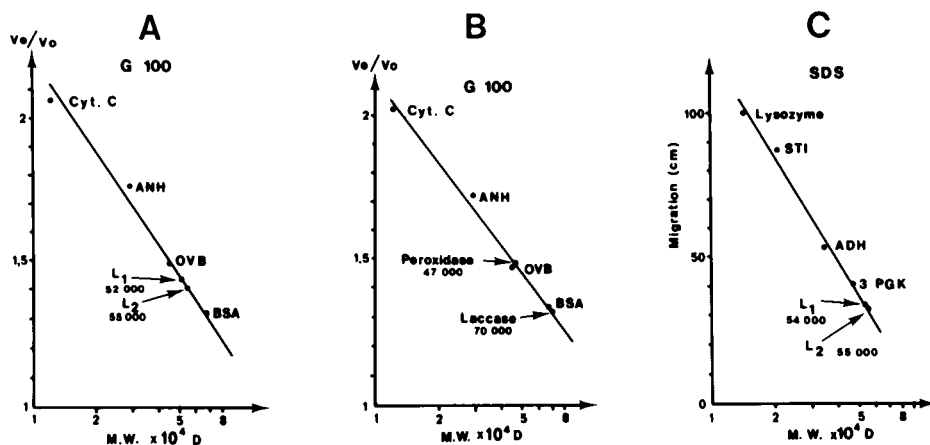 A
Ve/Vo
G 100
2
1,5
1
Cyt. C
ANH
OVB
L1
52 000
L2
55 000
BSA
1
2
5
8
M.W. x10⁴ D
B
Ve/Vo
G 100
2
1,5
1
Cyt. C
ANH
Peroxidase
47 000
OVB
BSA
Laccase
70 000
1
2
5
8
M.W. x10⁴ D
C
SDS
Migration (cm)
100
50
0
Lysozyme
STI
ADH
3 PGK
L1
54 000
L2 55 000
1
2
5
8
M.W. x10⁴ D